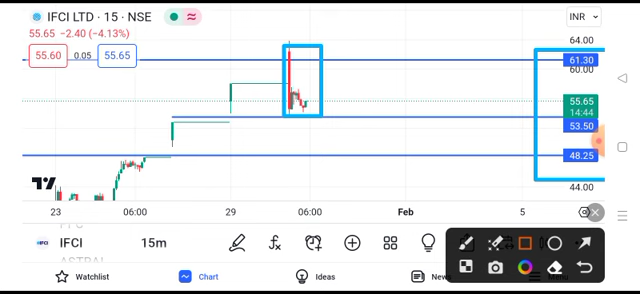 IFCI LTD · 15 · NSE
INR
55.65 −2.40 (−4.13%)
55.60 0.05 55.65
64.00
61.30
60.00
55.65
14:44
53.50
48.25
44.00
23 06:00 29 06:00 Feb 5
IFCI 15m
Watchlist Chart Ideas News